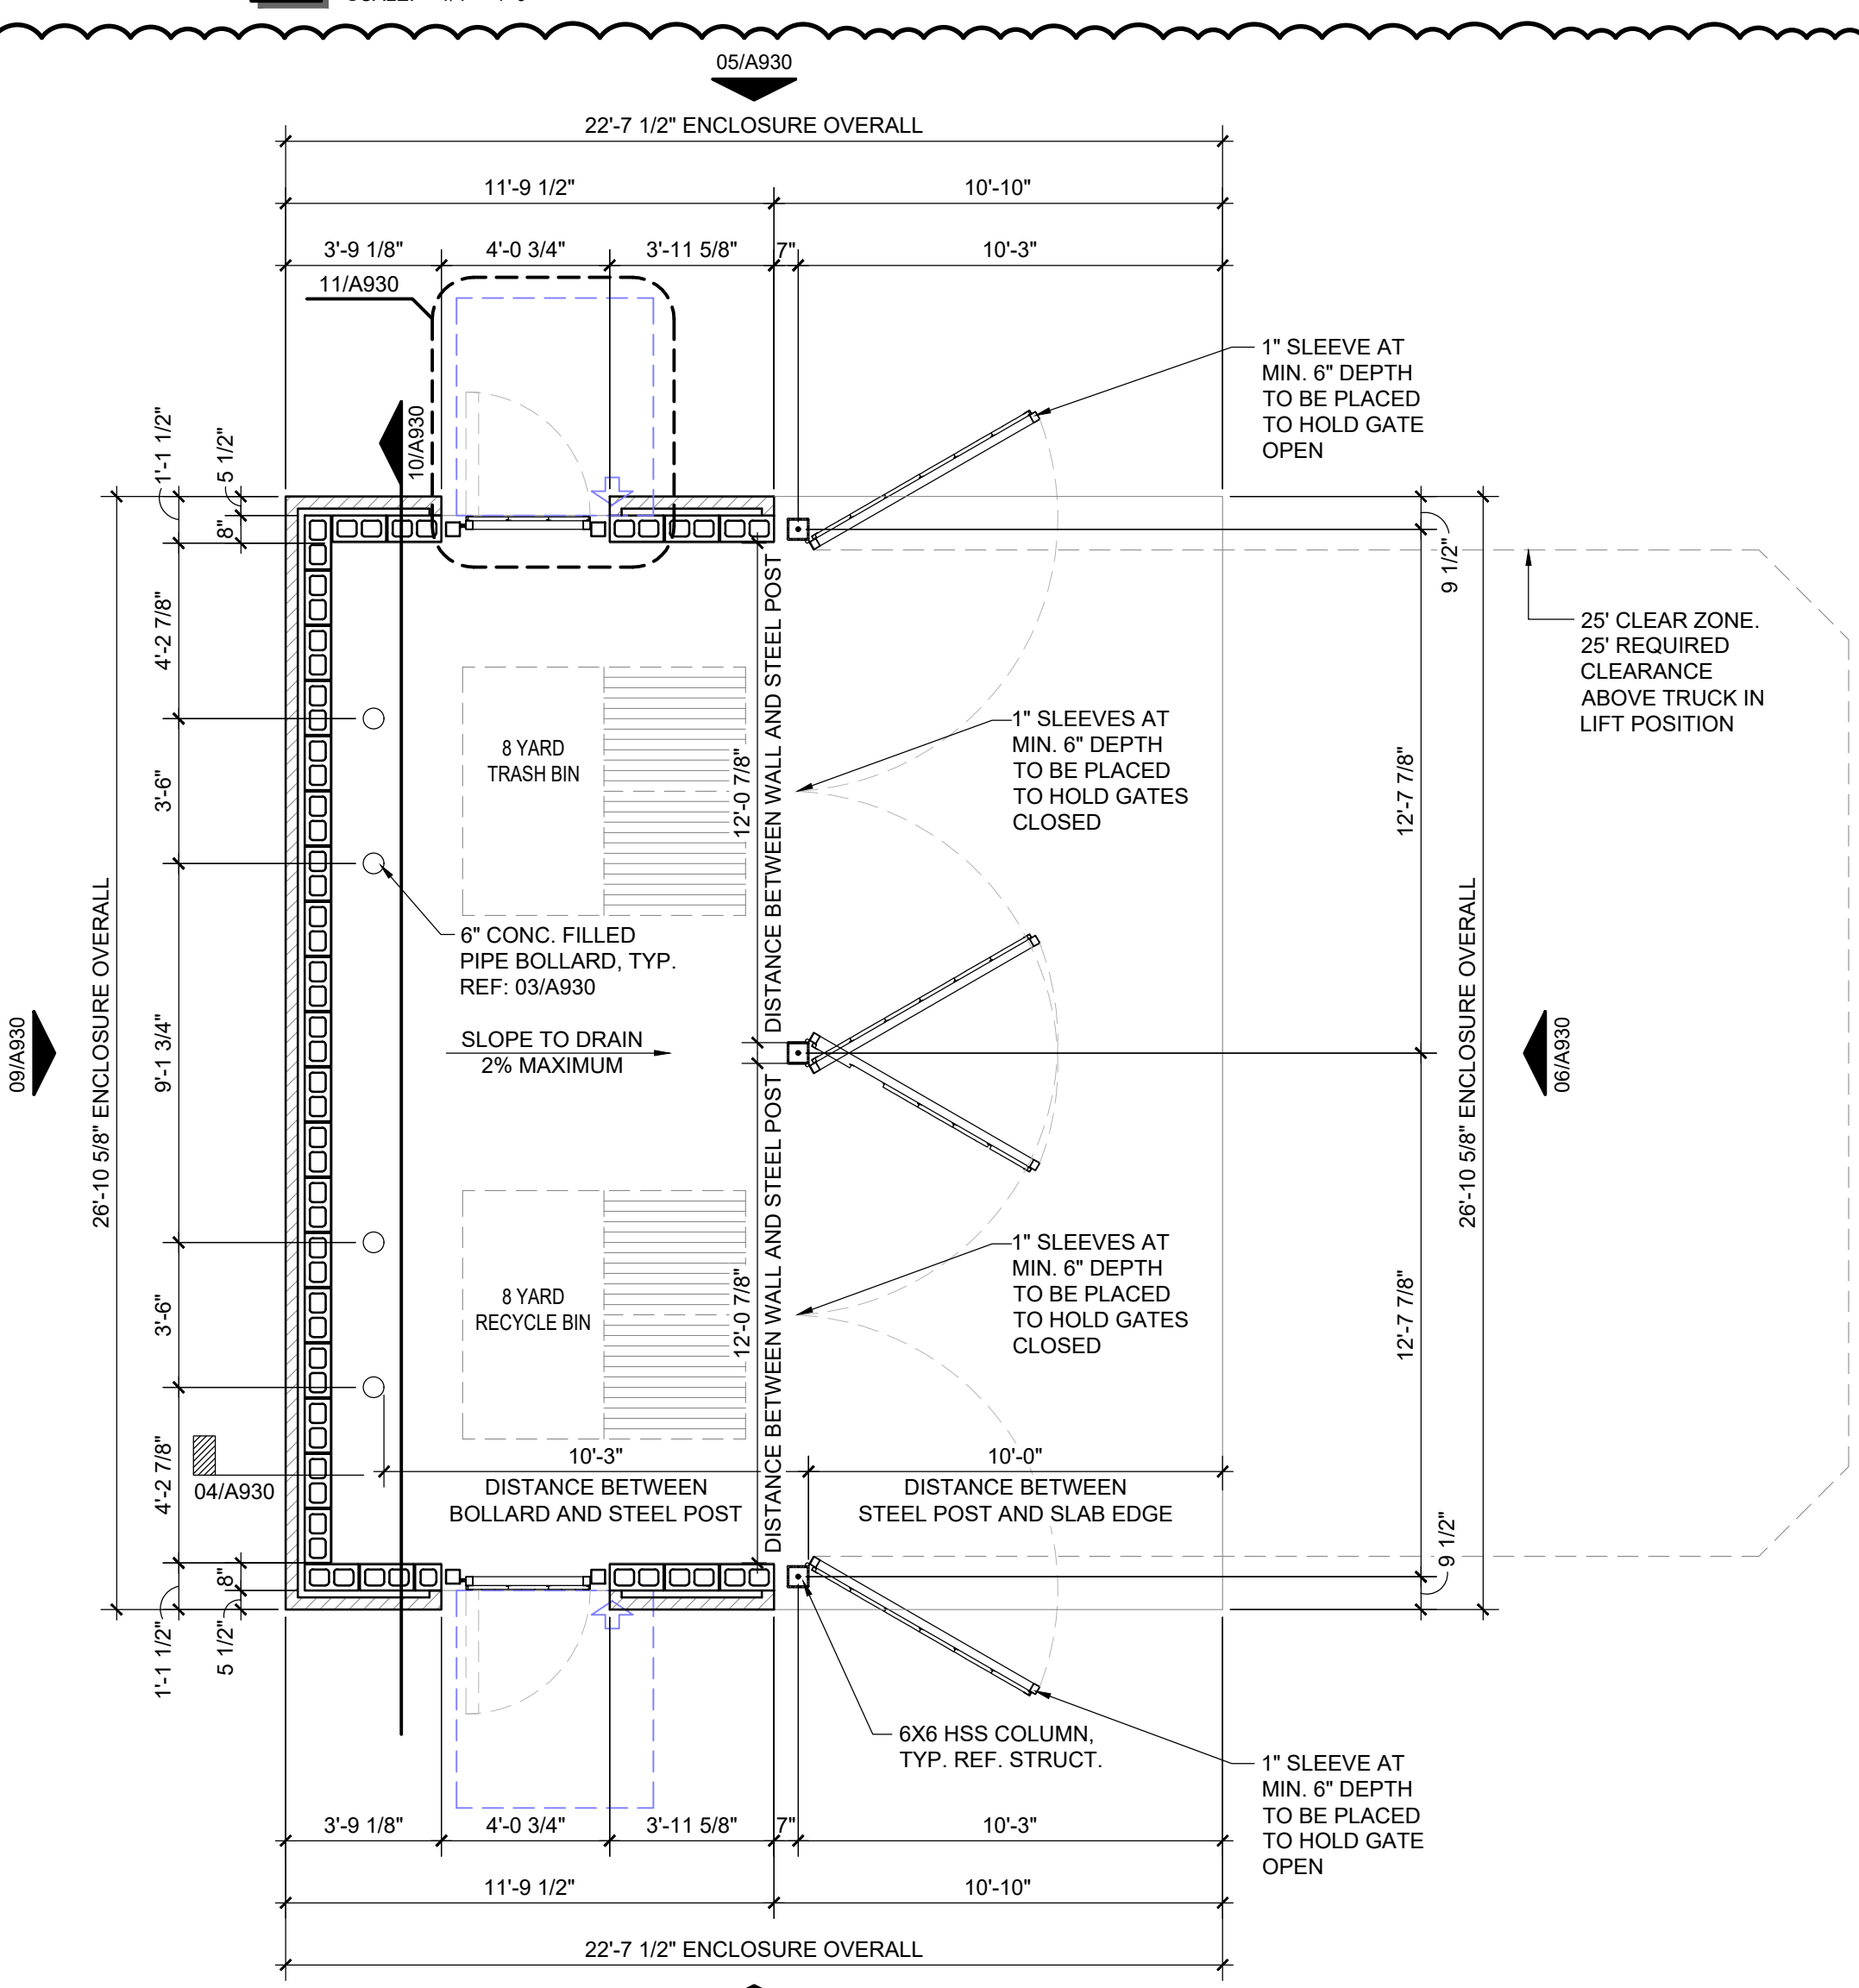 05/A930
22'-7 1/2" ENCLOSURE OVERALL
11'-9 1/2"
10'-10"
3'-9 1/8"
4'-0 3/4"
3'-11 5/8"
7"
10'-3"
11/A930
10/A930
1" SLEEVE AT
MIN. 6" DEPTH
TO BE PLACED
TO HOLD GATE
OPEN
1'-1 1/2"
5 1/2"
8"
9 1/2"
4'-2 7/8"
25' CLEAR ZONE.
25' REQUIRED
CLEARANCE
ABOVE TRUCK IN
LIFT POSITION
8 YARD
TRASH BIN
12'-0 7/8"
DISTANCE BETWEEN WALL AND STEEL POST
1" SLEEVES AT
MIN. 6" DEPTH
TO BE PLACED
TO HOLD GATES
CLOSED
3'-6"
12'-7 7/8"
6" CONC. FILLED
PIPE BOLLARD, TYP.
REF: 03/A930
09/A930
26'-10 5/8" ENCLOSURE OVERALL
9'-1 3/4"
SLOPE TO DRAIN
2% MAXIMUM
26'-10 5/8" ENCLOSURE OVERALL
06/A930
8 YARD
RECYCLE BIN
12'-0 7/8"
DISTANCE BETWEEN WALL AND STEEL POST
1" SLEEVES AT
MIN. 6" DEPTH
TO BE PLACED
TO HOLD GATES
CLOSED
3'-6"
12'-7 7/8"
4'-2 7/8"
04/A930
10'-3"
DISTANCE BETWEEN
BOLLARD AND STEEL POST
10'-0"
DISTANCE BETWEEN
STEEL POST AND SLAB EDGE
8"
9 1/2"
1'-1 1/2"
5 1/2"
6X6 HSS COLUMN,
TYP. REF. STRUCT.
1" SLEEVE AT
MIN. 6" DEPTH
TO BE PLACED
TO HOLD GATE
OPEN
3'-9 1/8"
4'-0 3/4"
3'-11 5/8"
7"
10'-3"
11'-9 1/2"
10'-10"
22'-7 1/2" ENCLOSURE OVERALL